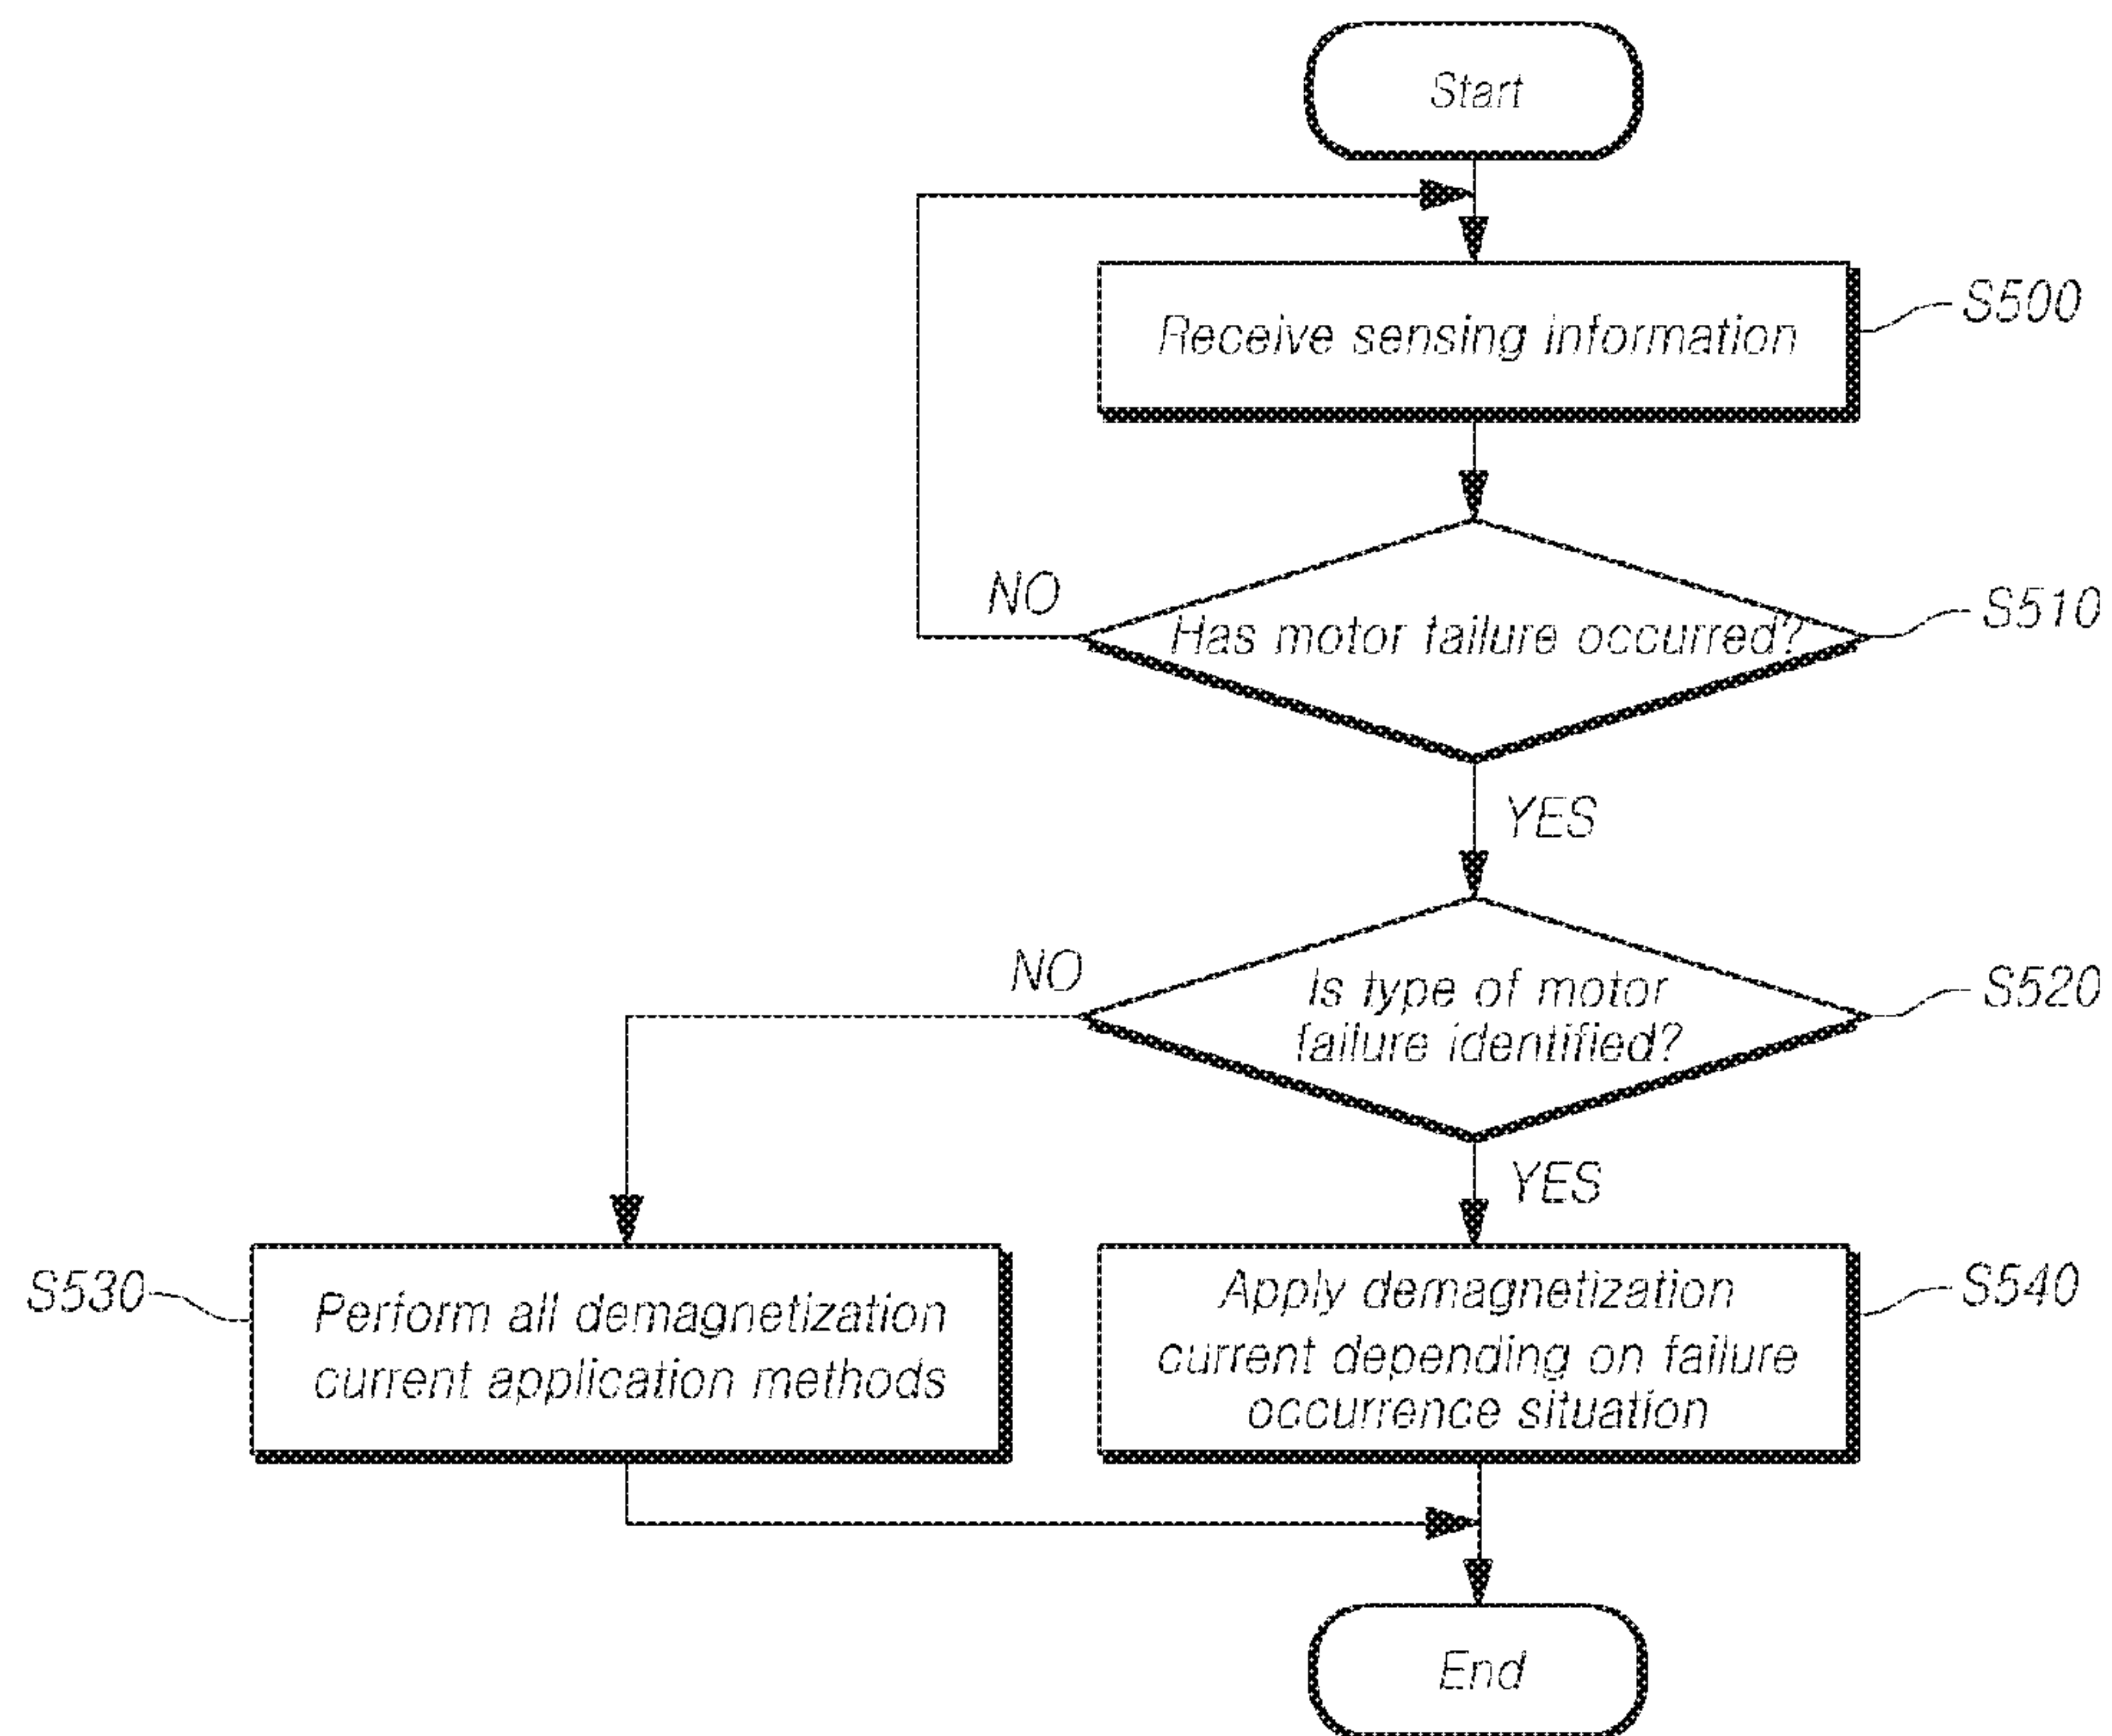 Start
Receive sensing information
S500
Has motor failure occurred?
S510
NO
YES
Is type of motor
failure identified?
S520
NO
YES
S530
Perform all demagnetization
current application methods
Apply demagnetization
current depending on failure
occurrence situation
S540
End